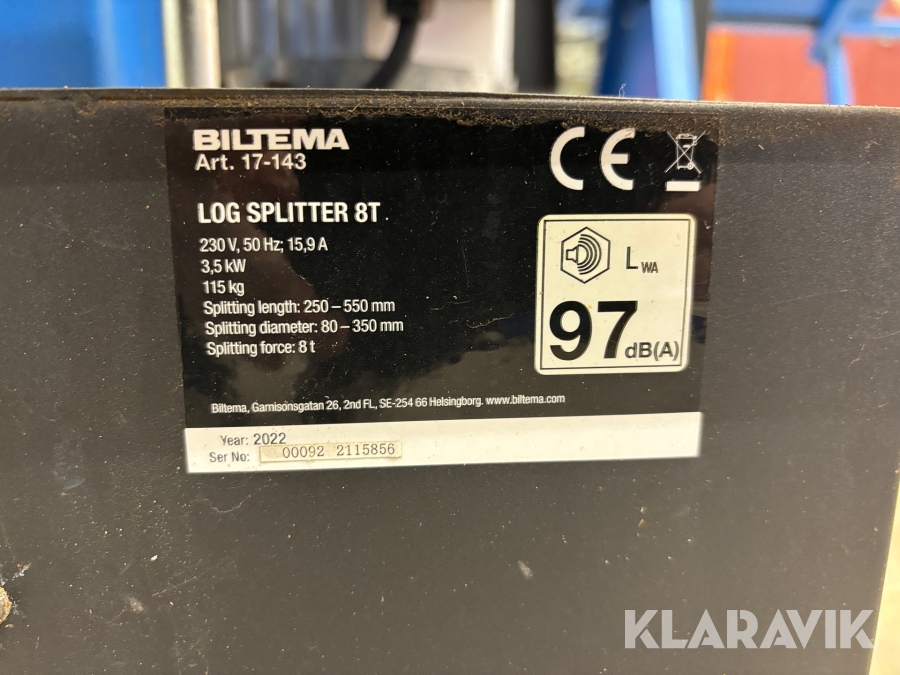 BILTEMA
Art. 17-143
LOG SPLITTER 8T
230 V, 50 Hz; 15,9 A
3,5 kW
115 kg
Splitting length: 250 – 550 mm
Splitting diameter: 80 – 350 mm
Splitting force: 8 t
CE
LWA
97 dB(A)
Biltema, Garnisonsgatan 26, 2nd FL, SE-254 66 Helsingborg. www.biltema.com
Year: 2022
Ser No: 00092 2115856
KLARAVIK